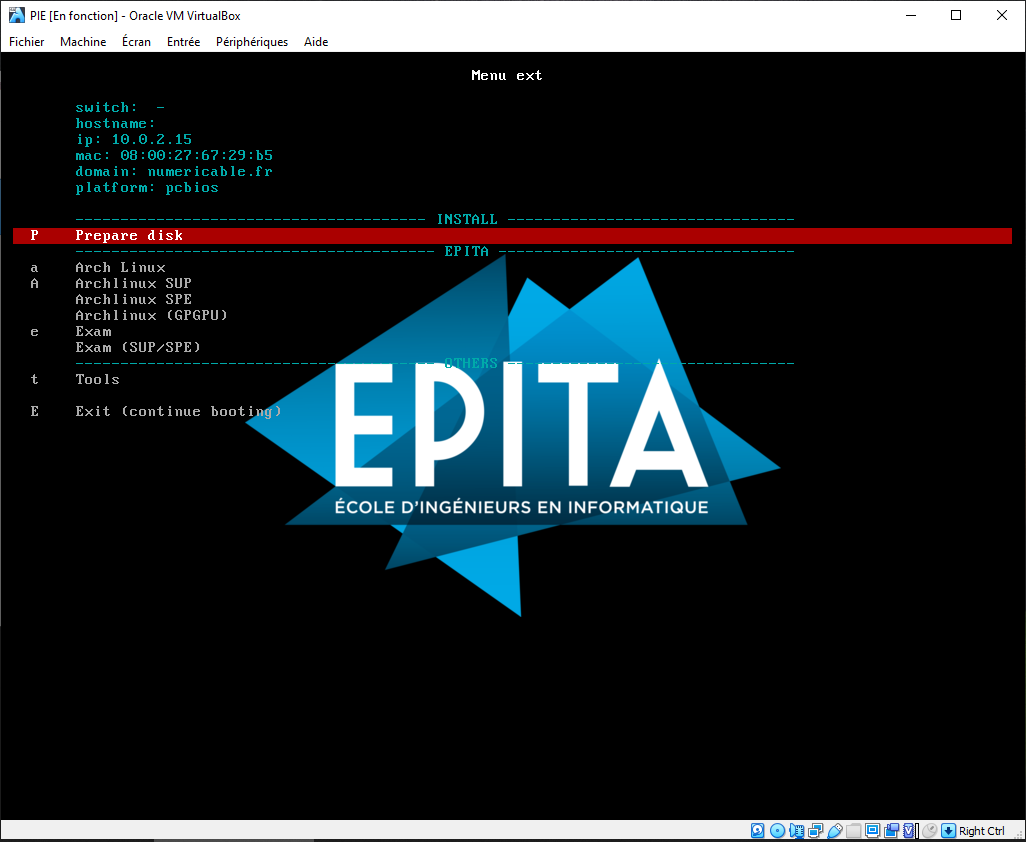 PIE [En fonction] - Oracle VM VirtualBox
Fichier Machine Écran Entrée Périphériques Aide
Menu ext
switch: -
hostname:
ip: 10.0.2.15
mac: 08:00:27:67:29:b5
domain: numericable.fr
platform: pcbios
--------------------------------------- INSTALL --------------------------------
P Prepare disk
---------------------------------------- EPITA ---------------------------------
a Arch Linux
A Archlinux SUP
Archlinux SPE
Archlinux (GPGPU)
e Exam
Exam (SUP/SPE)
---------------------------------------- OTHERS --------------------------------
t Tools
E Exit (continue booting)
EPITA
ÉCOLE D'INGÉNIEURS EN INFORMATIQUE
Right Ctrl